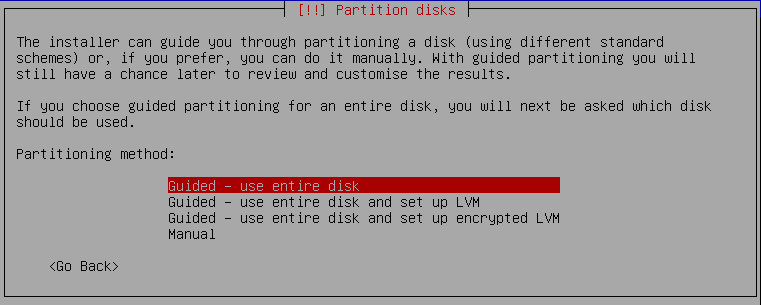 [!!] Partition disks
The installer can guide you through partitioning a disk (using different standard
schemes) or, if you prefer, you can do it manually. With guided partitioning you will
still have a chance later to review and customise the results.
If you choose guided partitioning for an entire disk, you will next be asked which disk
should be used.
Partitioning method:
Guided - use entire disk
Guided - use entire disk and set up LVM
Guided - use entire disk and set up encrypted LVM
Manual
<Go Back>